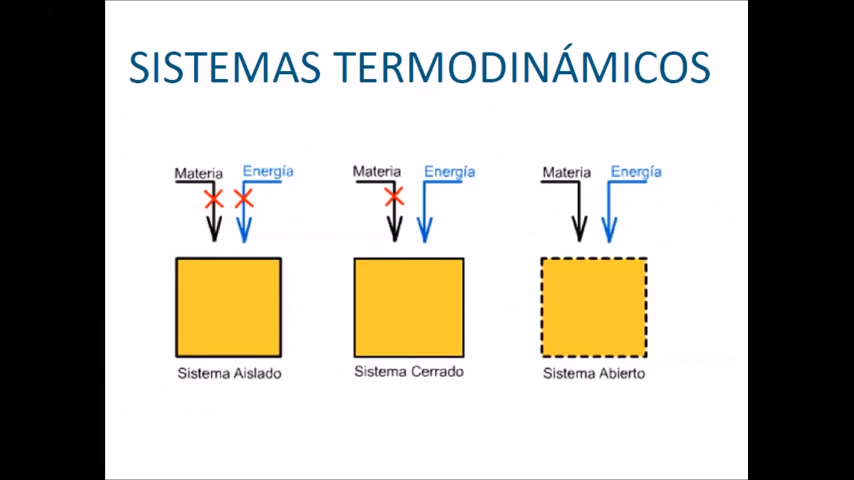 SISTEMAS TERMODINÁMICOS
Materia Energía
Materia Energía
Materia Energía
Sistema Aislado
Sistema Cerrado
Sistema Abierto